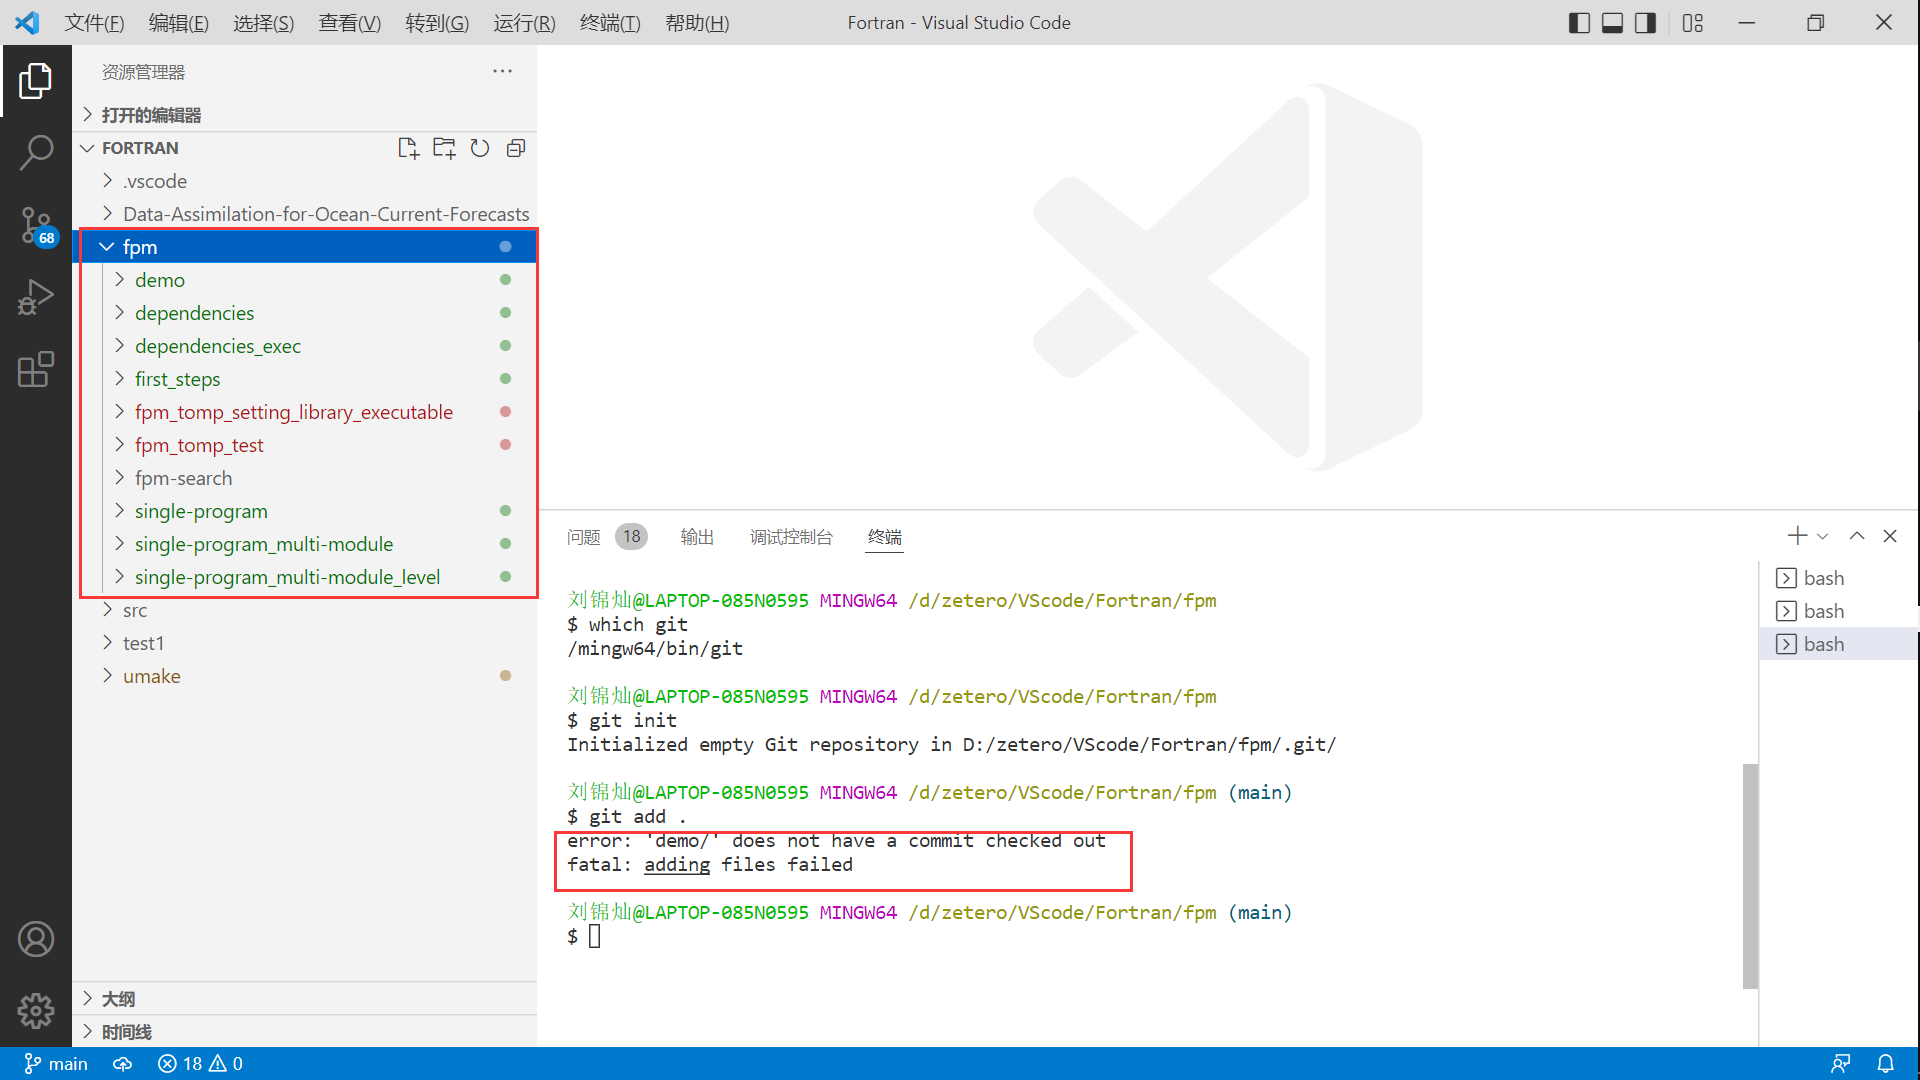 文件(F) 编辑(E) 选择(S) 查看(V) 转到(G) 运行(R) 终端(T) 帮助(H) Fortran - Visual Studio Code
资源管理器
打开的编辑器
FORTRAN
.vscode
Data-Assimilation-for-Ocean-Current-Forecasts
68
fpm
demo
dependencies
dependencies_exec
first_steps
fpm_tomp_setting_library_executable
fpm_tomp_test
fpm-search
single-program
single-program_multi-module
single-program_multi-module_level
src
test1
umake
大纲
时间线
问题 18 输出 调试控制台 终端
刘锦灿@LAPTOP-085N0595 MINGW64 /d/zetero/VScode/Fortran/fpm
$ which git
/mingw64/bin/git
刘锦灿@LAPTOP-085N0595 MINGW64 /d/zetero/VScode/Fortran/fpm
$ git init
Initialized empty Git repository in D:/zetero/VScode/Fortran/fpm/.git/
刘锦灿@LAPTOP-085N0595 MINGW64 /d/zetero/VScode/Fortran/fpm (main)
$ git add .
error: 'demo/' does not have a commit checked out
fatal: adding files failed
刘锦灿@LAPTOP-085N0595 MINGW64 /d/zetero/VScode/Fortran/fpm (main)
$
bash
bash
bash
main 18 0